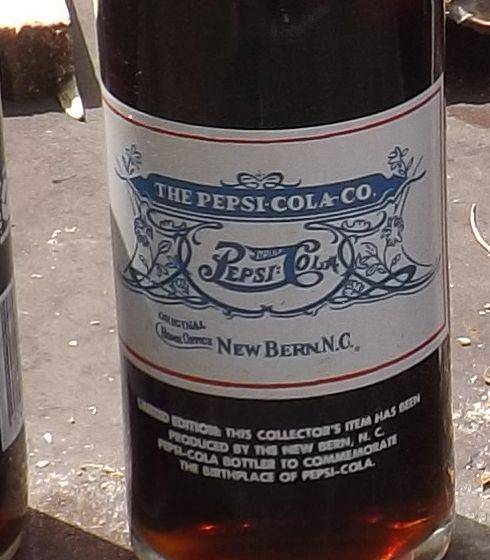 THE PEPSI-COLA-CO.
DRINK
PEPSI:COLA
ORIGINAL
HOME OFFICE NEW BERN.N.C.
LIMITED EDITION: THIS COLLECTOR'S ITEM HAS BEEN
PRODUCED BY THE NEW BERN, N. C.
PEPSI-COLA BOTTLER TO COMMEMORATE
THE BIRTHPLACE OF PEPSI-COLA.